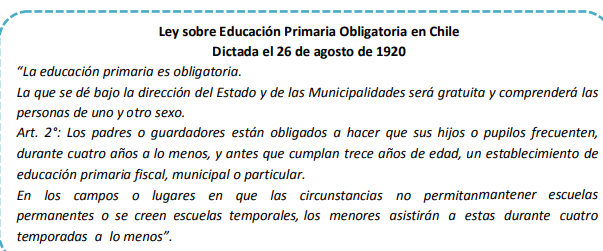 Ley sobre Educación Primaria Obligatoria en Chile
Dictada el 26 de agosto de 1920
“La educación primaria es obligatoria.
La que se dé bajo la dirección del Estado y de las Municipalidades será gratuita y comprenderá las
personas de uno y otro sexo.
Art. 2°: Los padres o guardadores están obligados a hacer que sus hijos o pupilos frecuenten,
durante cuatro años a lo menos, y antes que cumplan trece años de edad, un establecimiento de
educación primaria fiscal, municipal o particular.
En los campos o lugares en que las circunstancias no permitanmantener escuelas
permanentes o se creen escuelas temporales, los menores asistirán a estas durante cuatro
temporadas a lo menos”.